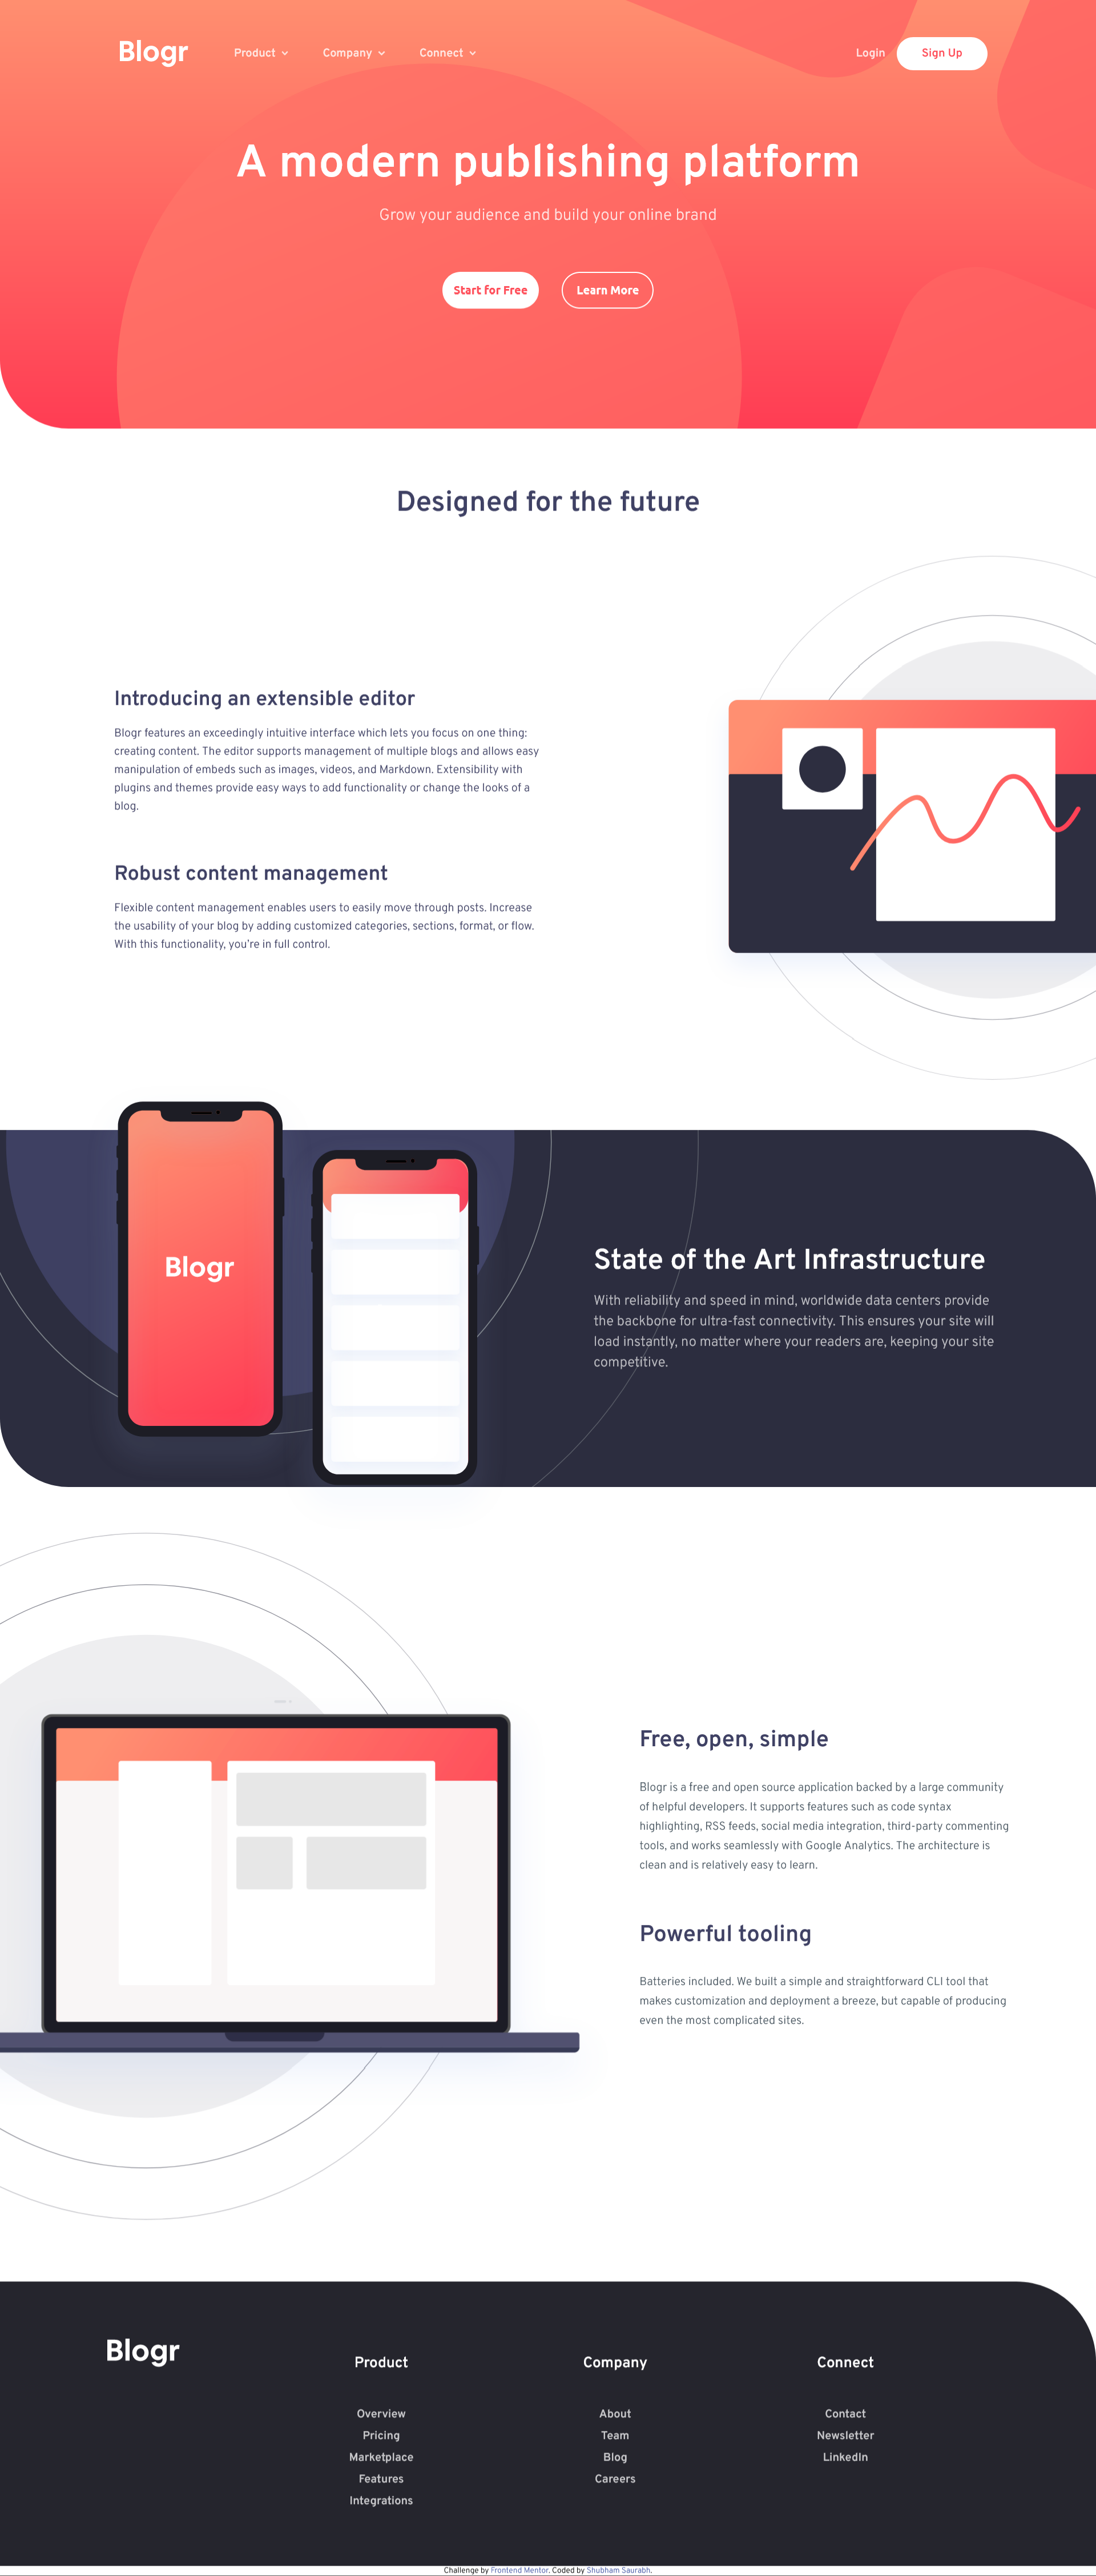 Blogr Product Company Connect Login Sign Up
A modern publishing platform
Grow your audience and build your online brand
Start for Free Learn More
Designed for the future
Introducing an extensible editor
Blogr features an exceedingly intuitive interface which lets you focus on one thing:
creating content. The editor supports management of multiple blogs and allows easy
manipulation of embeds such as images, videos, and Markdown. Extensibility with
plugins and themes provide easy ways to add functionality or change the looks of a
blog.
Robust content management
Flexible content management enables users to easily move through posts. Increase
the usability of your blog by adding customized categories, sections, format, or flow.
With this functionality, you're in full control.
Blogr
State of the Art Infrastructure
With reliability and speed in mind, worldwide data centers provide
the backbone for ultra-fast connectivity. This ensures your site will
load instantly, no matter where your readers are, keeping your site
competitive.
Free, open, simple
Blogr is a free and open source application backed by a large community
of helpful developers. It supports features such as code syntax
highlighting, RSS feeds, social media integration, third-party commenting
tools, and works seamlessly with Google Analytics. The architecture is
clean and is relatively easy to learn.
Powerful tooling
Batteries included. We built a simple and straightforward CLI tool that
makes customization and deployment a breeze, but capable of producing
even the most complicated sites.
Blogr
Product
Overview
Pricing
Marketplace
Features
Integrations
Company
About
Team
Blog
Careers
Connect
Contact
Newsletter
LinkedIn
Challenge by Frontend Mentor. Coded by Shubham Saurabh.